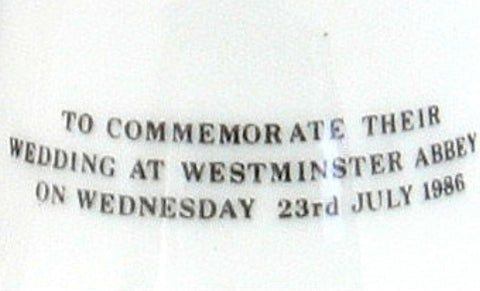 TO COMMEMORATE THEIR
WEDDING AT WESTMINSTER ABBEY
ON WEDNESDAY 23rd JULY 1986